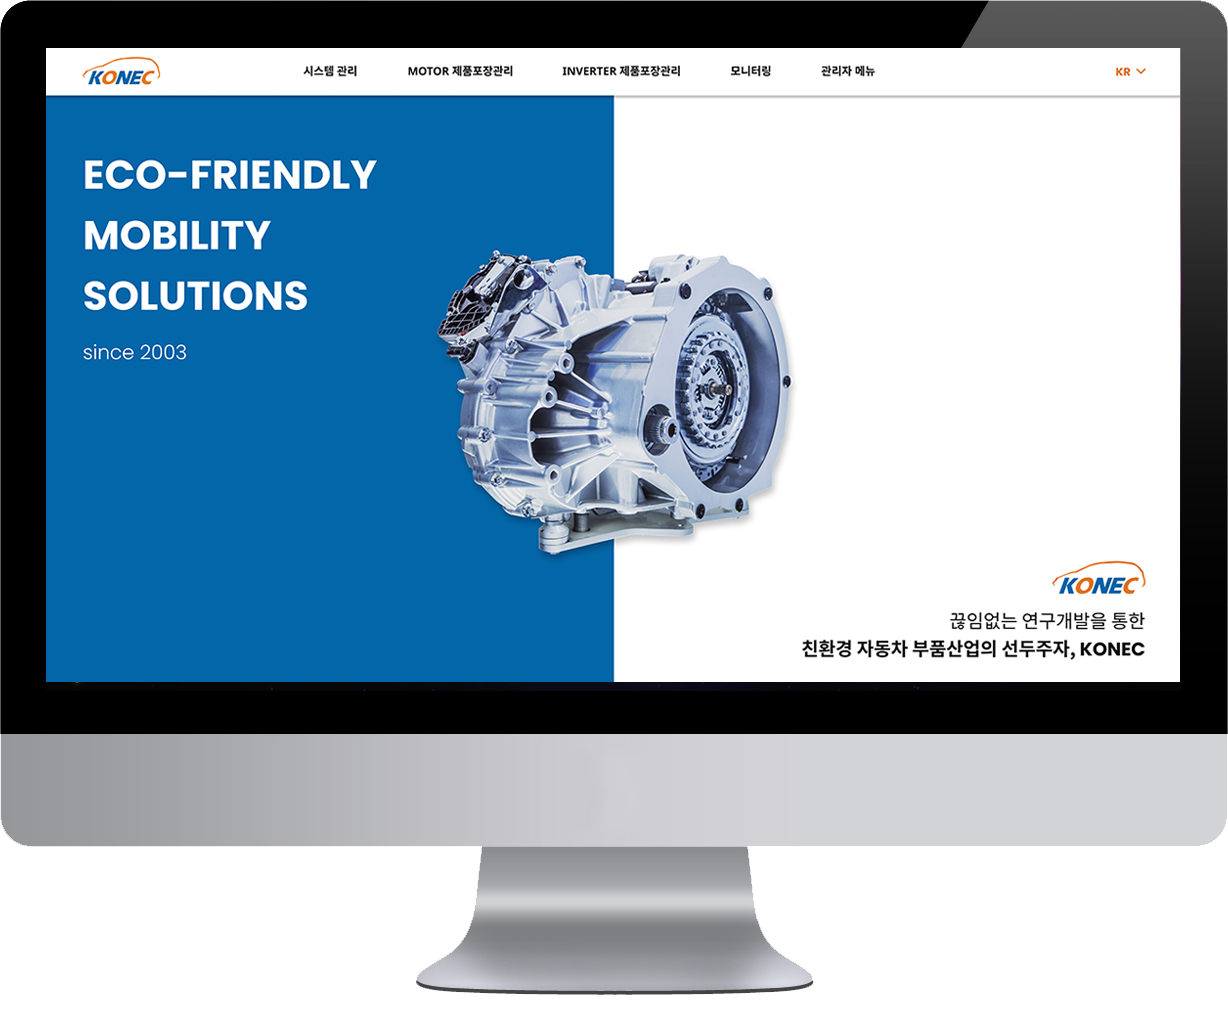 KONEC
시스템 관리
MOTOR 제품포장관리
INVERTER 제품포장관리
모니터링
관리자 메뉴
KR
ECO-FRIENDLY
MOBILITY
SOLUTIONS
since 2003
KONEC
끊임없는 연구개발을 통한
친환경 자동차 부품산업의 선두주자, KONEC